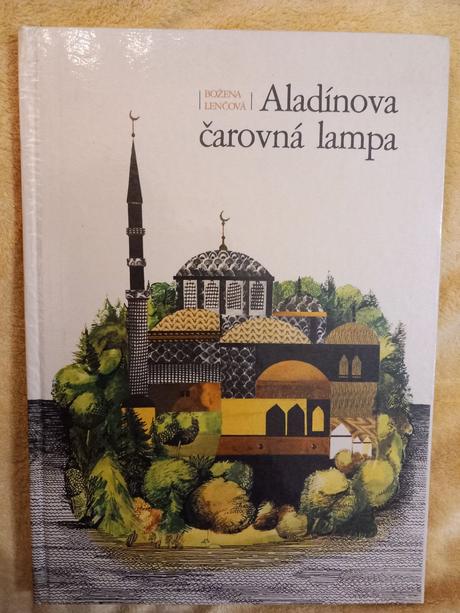 BOŽENA
LENČOVÁ
Aladínova
čarovná lampa